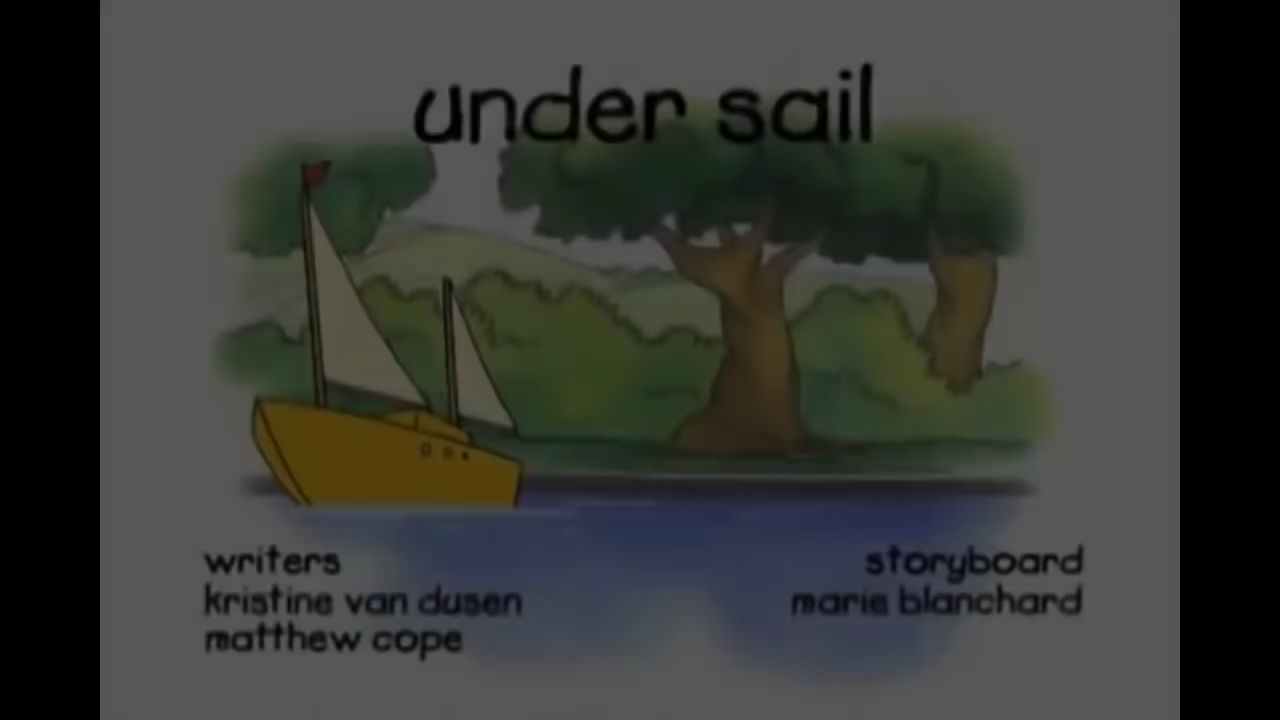 under sail
writers
kristine van dusen
matthew cope
storyboard
marie blanchard